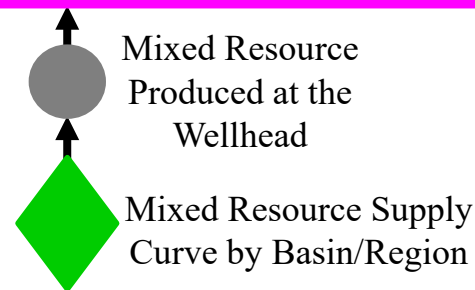 Mixed Resource
Produced at the
Wellhead
Mixed Resource Supply
Curve by Basin/Region